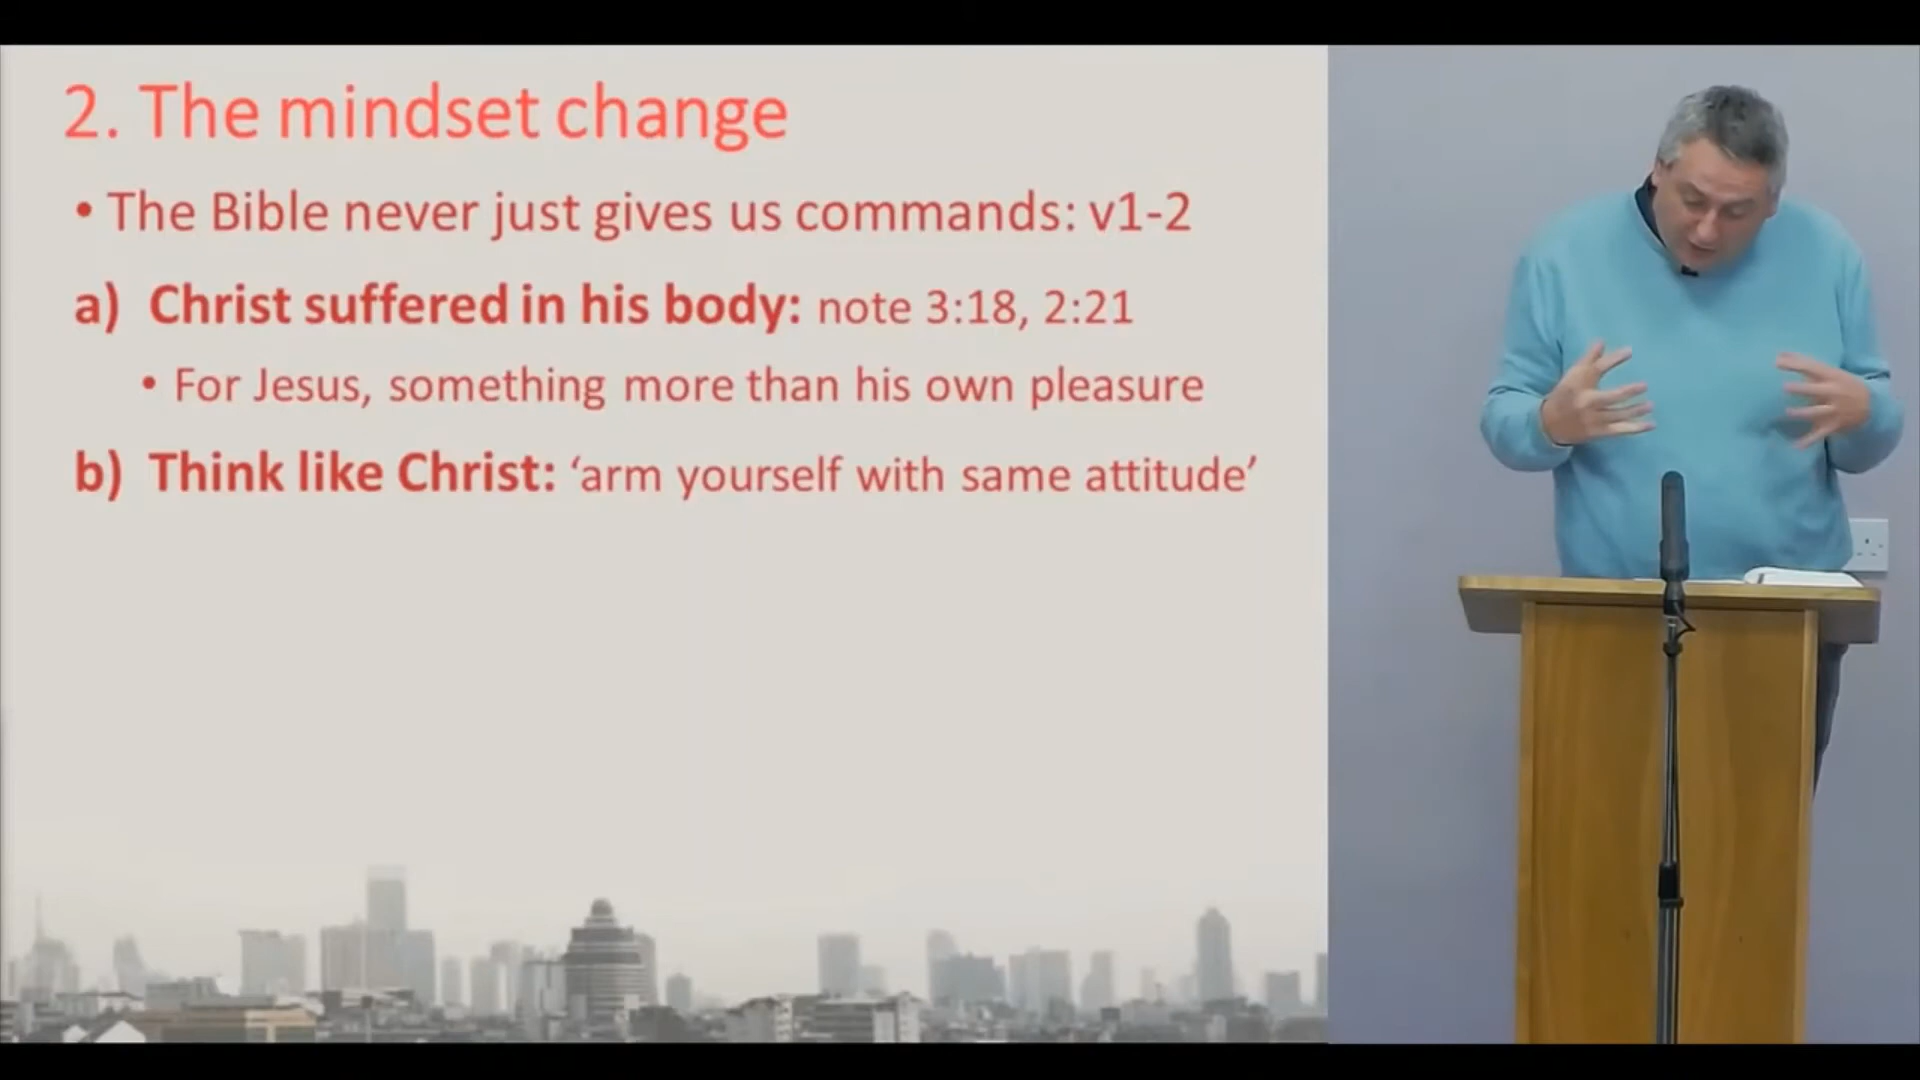 2. The mindset change
• The Bible never just gives us commands: v1-2
a) Christ suffered in his body: note 3:18, 2:21
• For Jesus, something more than his own pleasure
b) Think like Christ: ‘arm yourself with same attitude’